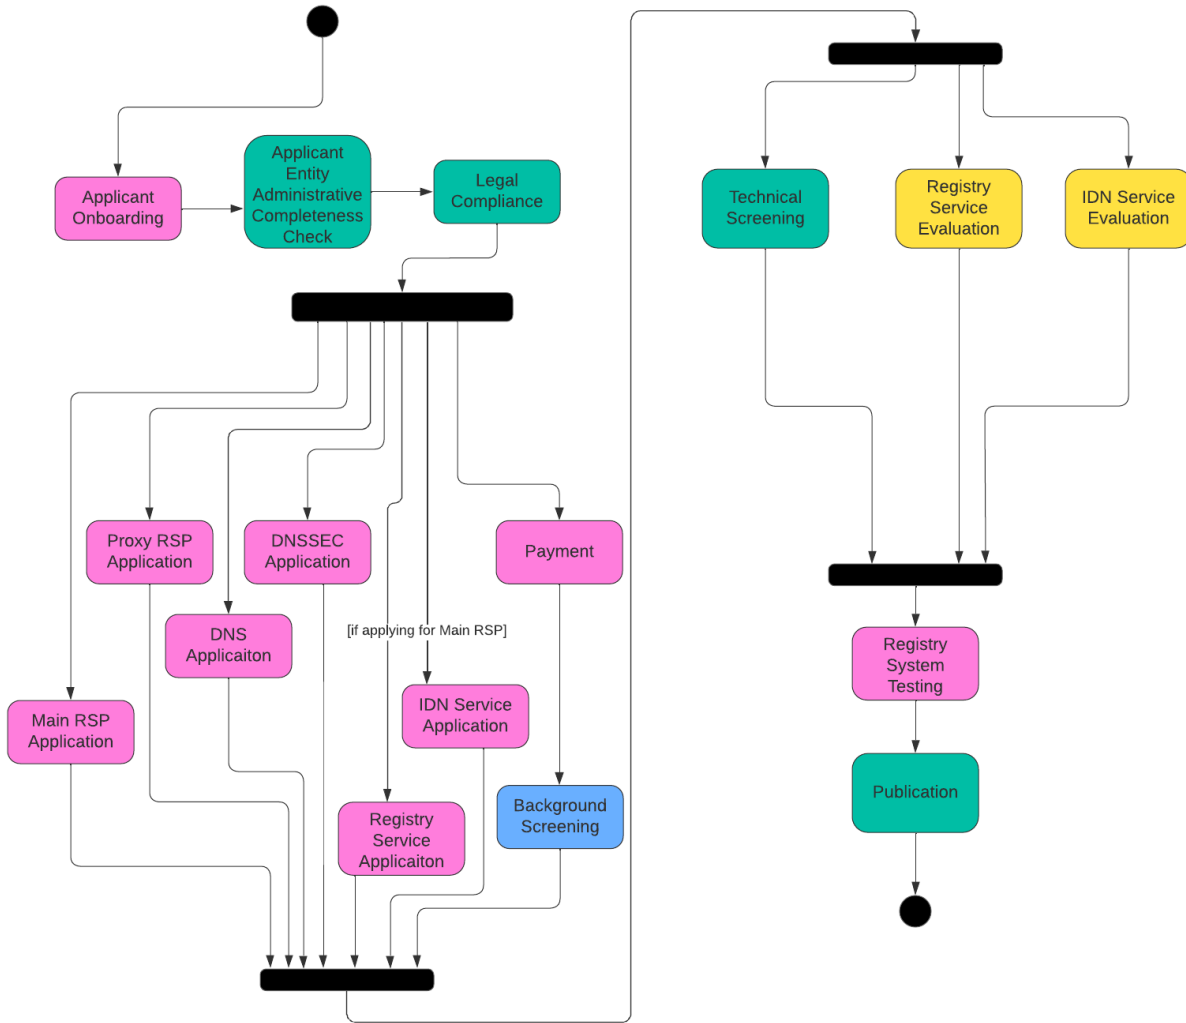 Applicant
Onboarding
Applicant
Entity
Administrative
Completeness
Check
Legal
Compliance
Proxy RSP
Application
DNSSEC
Application
Payment
DNS
Applicaiton
[if applying for Main RSP]
Main RSP
Application
IDN Service
Application
Registry
Service
Applicaiton
Background
Screening
Technical
Screening
Registry
Service
Evaluation
IDN Service
Evaluation
Registry
System
Testing
Publication